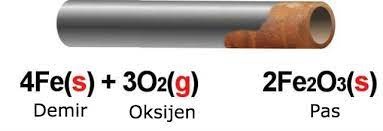 4Fe(s) + 3O2(g) 2Fe2O3(s)
Demir Oksijen Pas